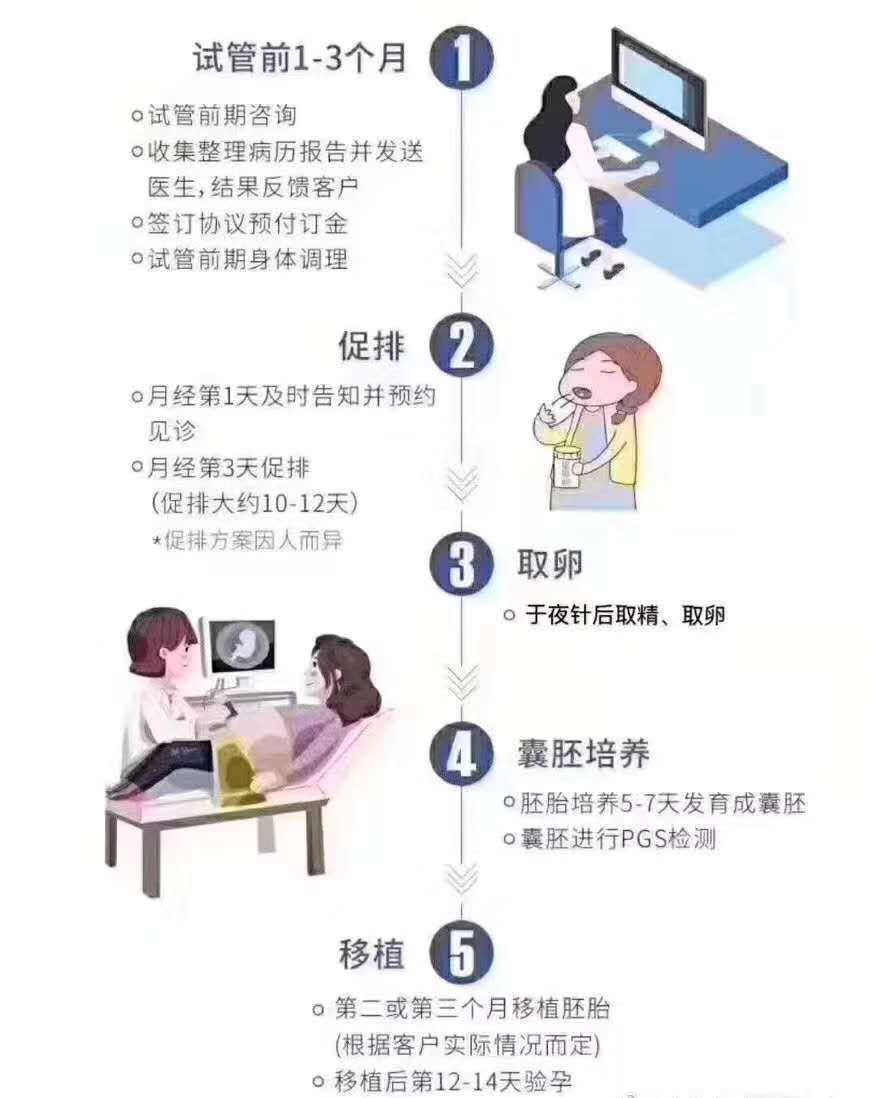 试管前1-3个月
1
试管前期咨询
收集整理病历报告并发送
医生,结果反馈客户
签订协议预付订金
试管前期身体调理
促排
2
月经第1天及时告知并预约
见诊
月经第3天促排
(促排大约10-12天)
*促排方案因人而异
3
取卵
于夜针后取精、取卵
4
囊胚培养
胚胎培养5-7天发育成囊胚
囊胚进行PGS检测
移植
5
第二或第三个月移植胚胎
(根据客户实际情况而定)
移植后第12-14天验孕